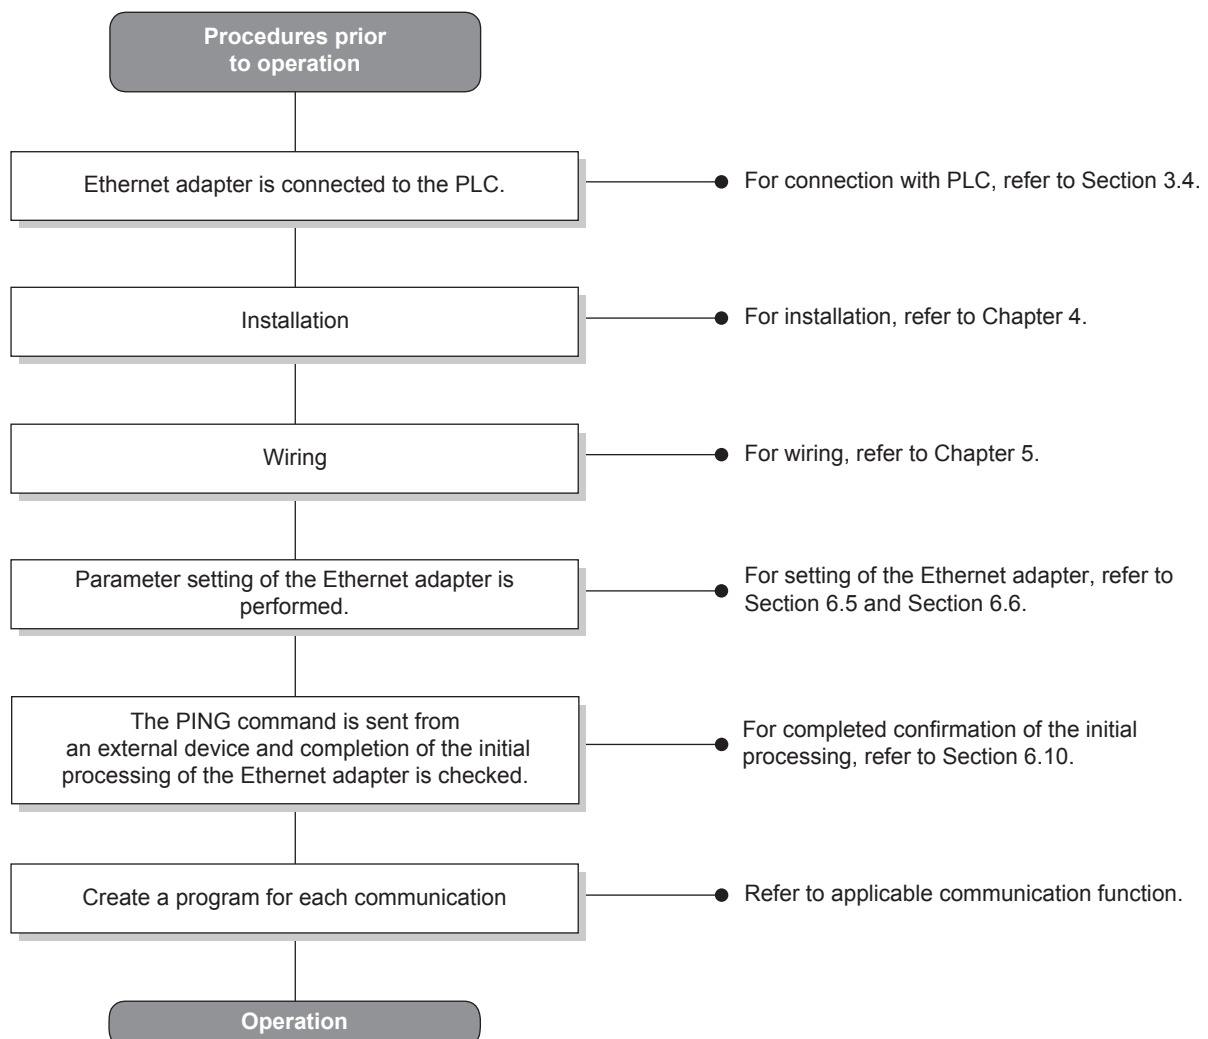 Procedures prior
to operation
Ethernet adapter is connected to the PLC.
For connection with PLC, refer to Section 3.4.
Installation
For installation, refer to Chapter 4.
Wiring
For wiring, refer to Chapter 5.
Parameter setting of the Ethernet adapter is
performed.
For setting of the Ethernet adapter, refer to
Section 6.5 and Section 6.6.
The PING command is sent from
an external device and completion of the initial
processing of the Ethernet adapter is checked.
For completed confirmation of the initial
processing, refer to Section 6.10.
Create a program for each communication
Refer to applicable communication function.
Operation